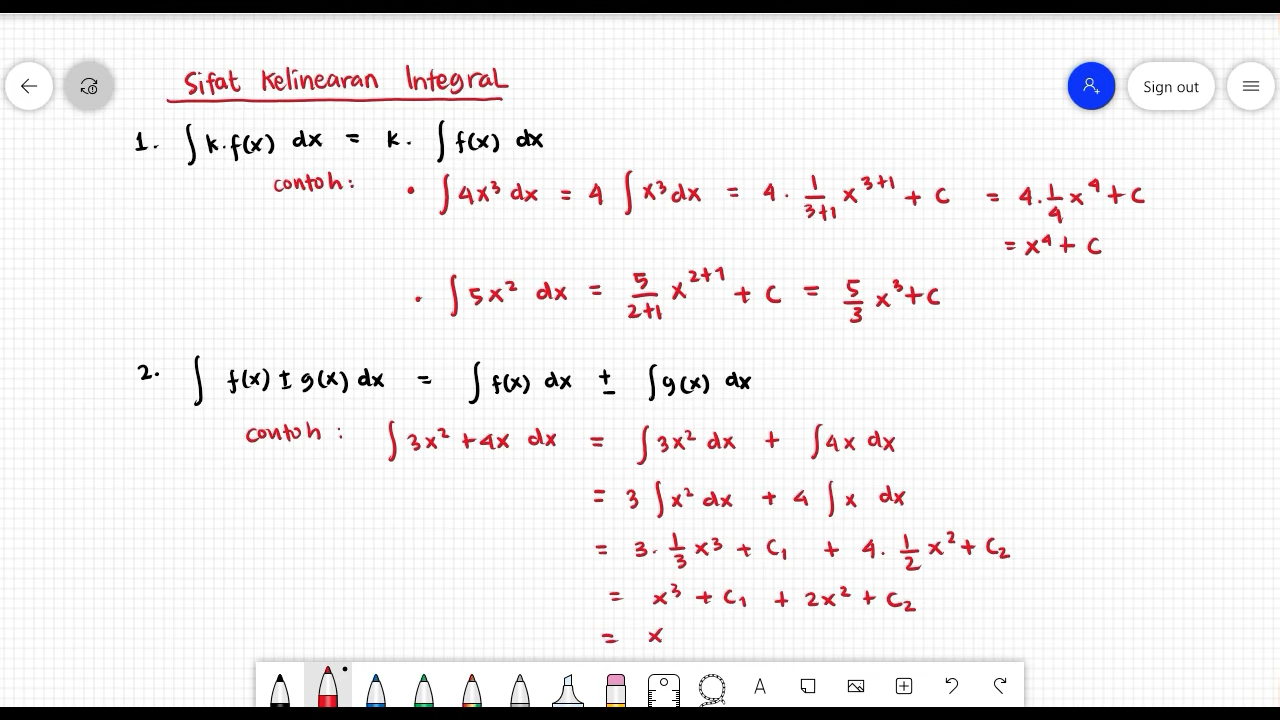 Sign out
Sifat Kelinearan Integral
1. ∫ k.f(x) dx = k. ∫ f(x) dx
contoh: • ∫ 4x³ dx = 4 ∫ x³ dx = 4 . 1/(3+1) x^(3+1) + C = 4. 1/4 x⁴ + C
= x⁴ + C
• ∫ 5x² dx = 5/(2+1) x^(2+1) + C = 5/3 x³ + C
2. ∫ f(x) ± g(x) dx = ∫ f(x) dx ± ∫ g(x) dx
contoh : ∫ 3x² + 4x dx = ∫ 3x² dx + ∫ 4x dx
= 3 ∫ x² dx + 4 ∫ x dx
= 3. 1/3 x³ + C₁ + 4. 1/2 x² + C₂
= x³ + C₁ + 2x² + C₂
= x
A